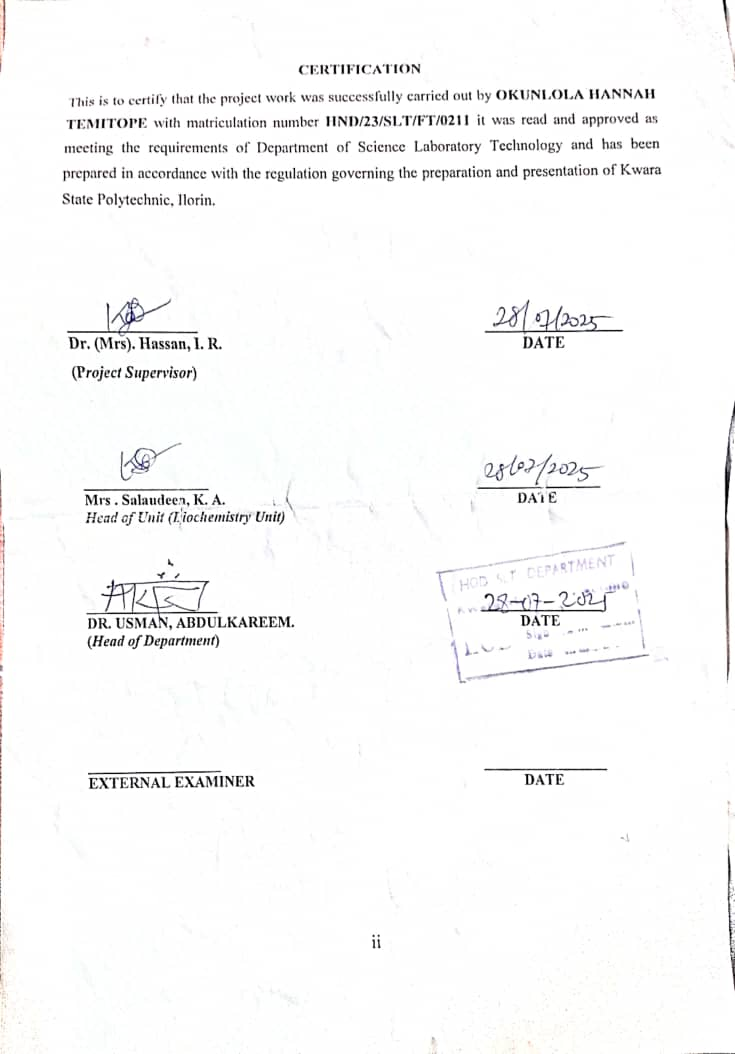 CERTIFICATION
This is to certify that the project work was successfully carried out by OKUNLOLA HANNAH
TEMITOPE with matriculation number HND/23/SLT/FT/0211 it was read and approved as
meeting the requirements of Department of Science Laboratory Technology and has been
prepared in accordance with the regulation governing the preparation and presentation of Kwara
State Polytechnic, Ilorin.
28/07/2025
Dr. (Mrs). Hassan, I. R.
DATE
(Project Supervisor)
28/07/2025
Mrs . Salaudeen, K. A.
DATE
Head of Unit (Biochemistry Unit)
HOD SLT DEPARTMENT
28-07-2025
DR. USMAN, ABDULKAREEM.
DATE
(Head of Department)
Sign
Date
EXTERNAL EXAMINER
DATE
ii